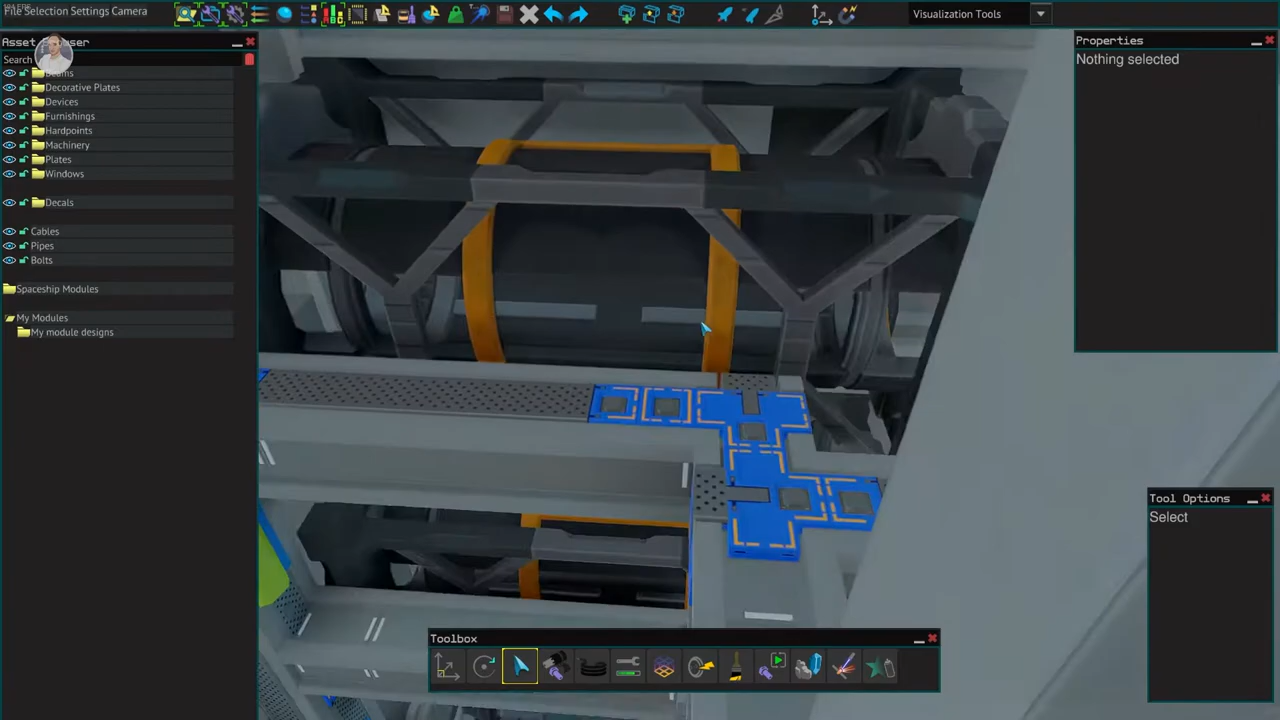 File Selection Settings Camera
Visualization Tools
Search
Beams
Decorative Plates
Devices
Furnishings
Hardpoints
Machinery
Plates
Windows
Decals
Cables
Pipes
Bolts
Spaceship Modules
My Modules
My module designs
Properties
Nothing selected
Tool Options
Select
Toolbox